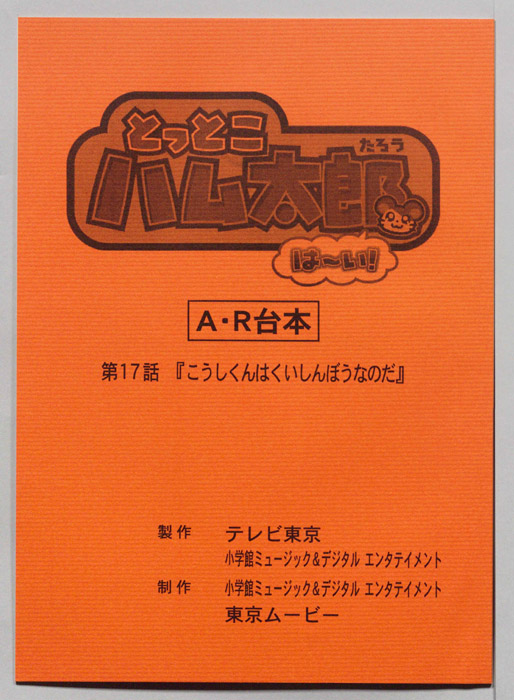 とっとこ
たろう
ハム太郎
は〜い!
A・R台本
第17話 『こうしくんはくいしんぼうなのだ』
製作 テレビ東京
小学館ミュージック&デジタル エンタテイメント
制作 小学館ミュージック&デジタル エンタテイメント
東京ムービー